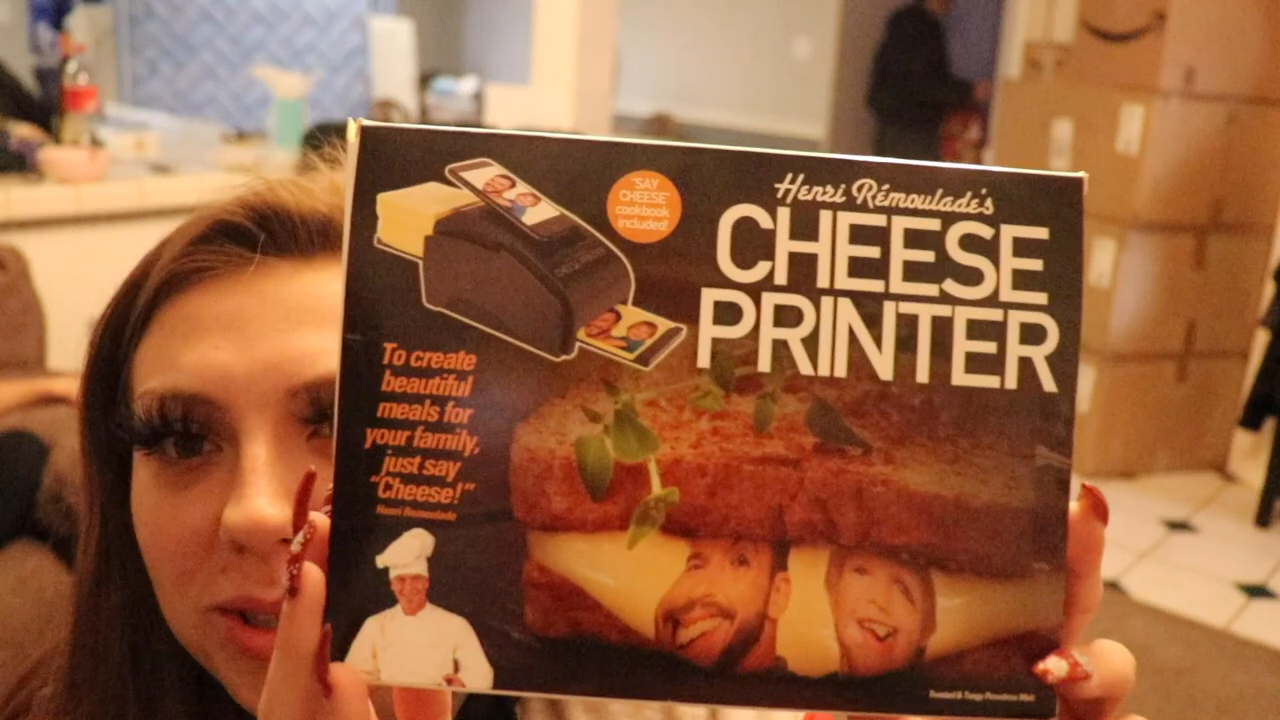 "SAY
CHEESE"
cookbook
included!
Henri Rémoulade's
CHEESE
PRINTER
To create
beautiful
meals for
your family,
just say
"Cheese!"
Henri Remoulade